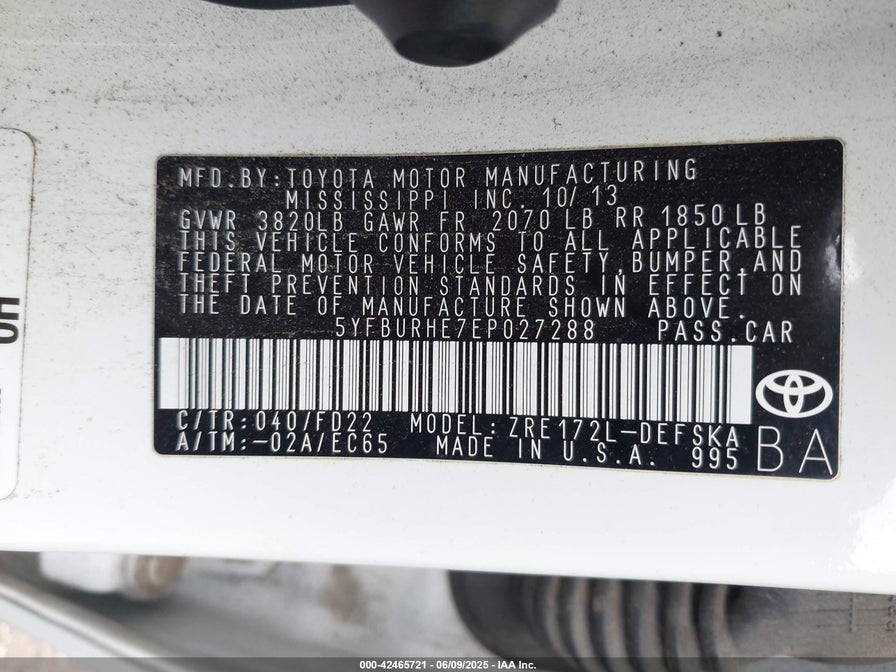 MFD.BY:TOYOTA MOTOR MANUFACTURING
MISSISSIPPI INC. 10/ 13
GVWR 3820LB GAWR FR 2070 LB RR 1850 LB
THIS VEHICLE CONFORMS TO ALL APPLICABLE
FEDERAL MOTOR VEHICLE SAFETY,BUMPER,AND
THEFT PREVENTION STANDARDS IN EFFECT ON
THE DATE OF MANUFACTURE SHOWN ABOVE.
5YFBURHE7EP027288 PASS.CAR
C/TR:040/FD22 MODEL:ZRE172L-DEFSKA
A/TM:-02A/EC65 MADE IN U.S.A. 995 BA
000-42465721 - 06/09/2025 - IAA Inc.